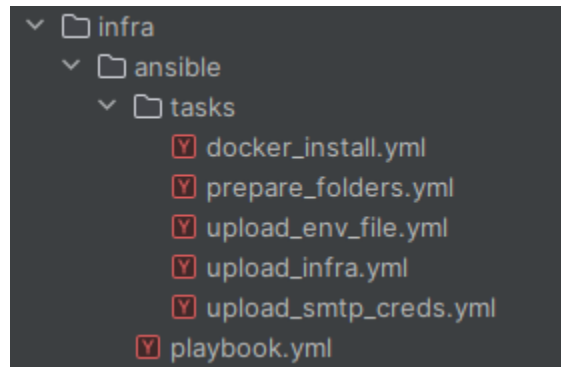 infra
ansible
tasks
Y docker_install.yml
Y prepare_folders.yml
Y upload_env_file.yml
Y upload_infra.yml
Y upload_smtp_creds.yml
Y playbook.yml